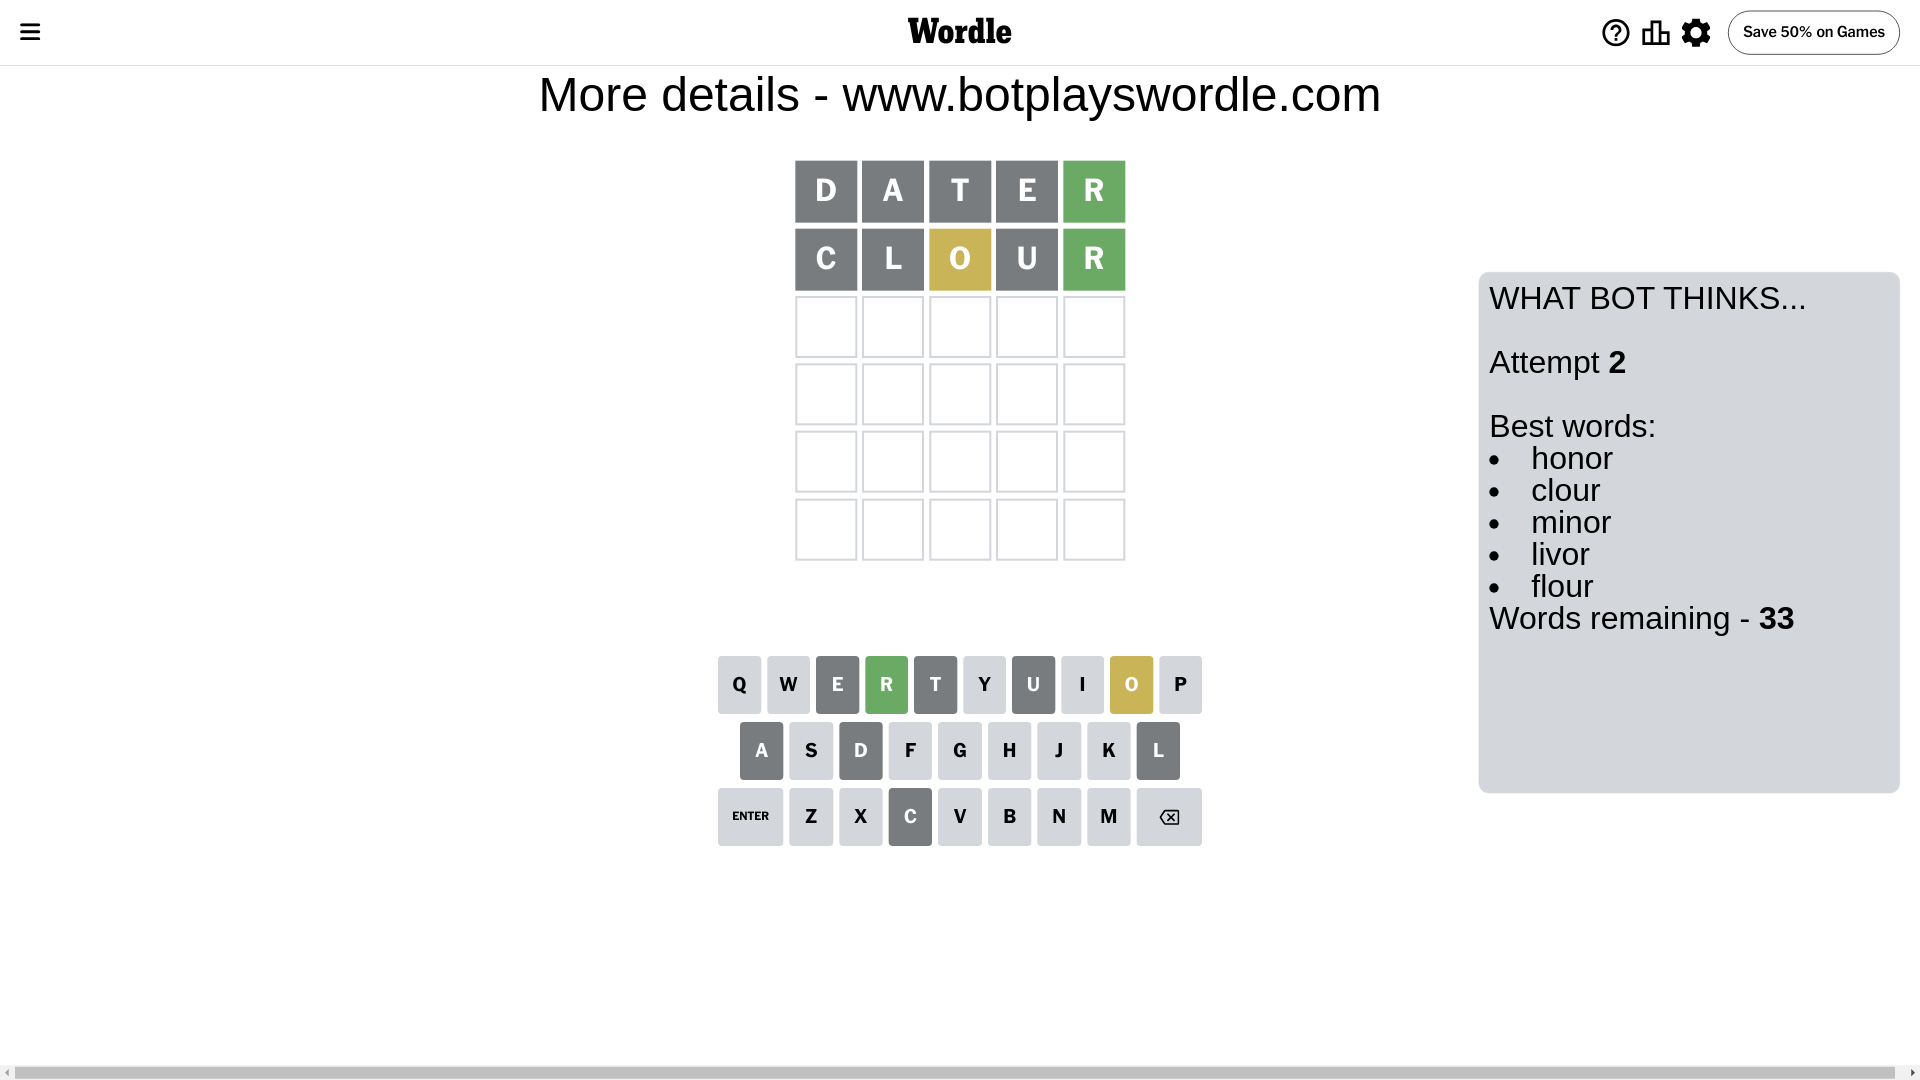 Wordle
Save 50% on Games
More details - www.botplayswordle.com
D A T E R
C L O U R
WHAT BOT THINKS...
Attempt 2
Best words:
• honor
• clour
• minor
• livor
• flour
Words remaining - 33
Q W E R T Y U I O P
A S D F G H J K L
ENTER Z X C V B N M